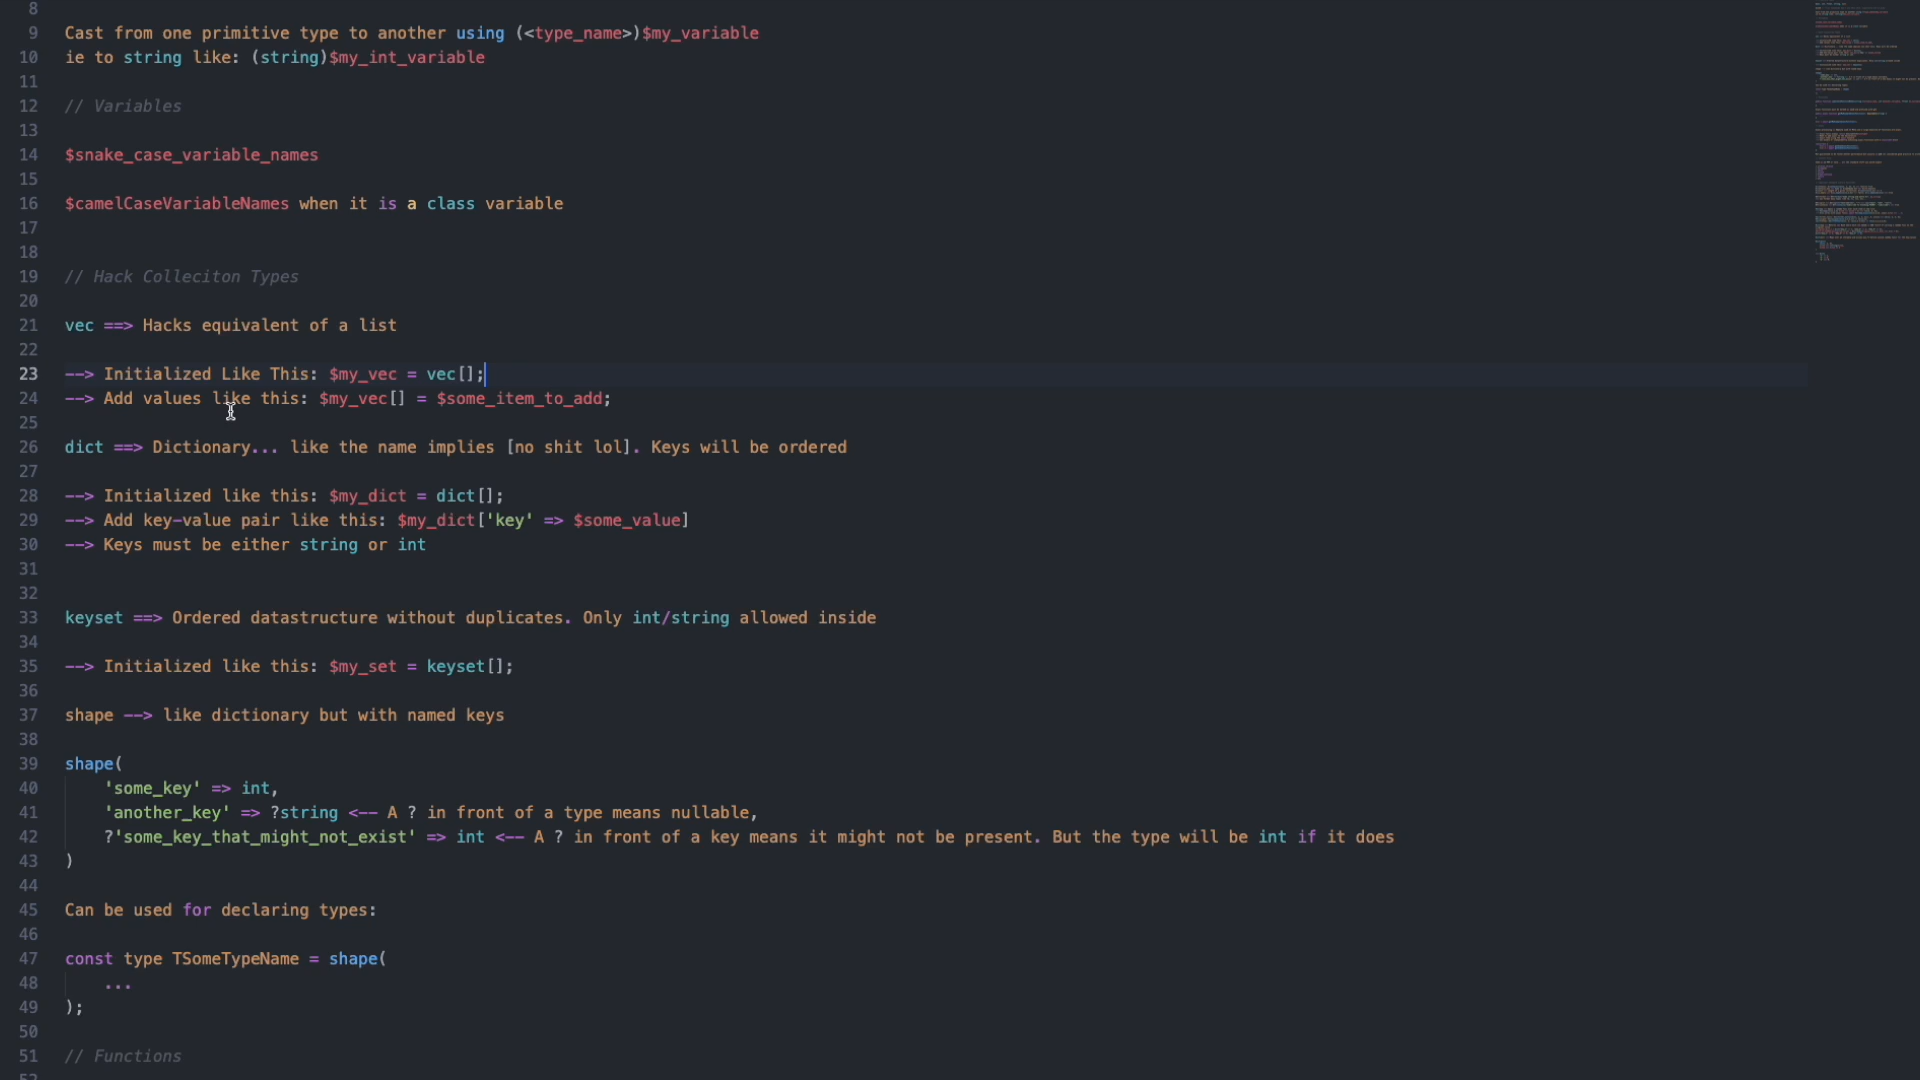 8
9 Cast from one primitive type to another using (<type_name>)$my_variable
10 ie to string like: (string)$my_int_variable
11
12 // Variables
13
14 $snake_case_variable_names
15
16 $camelCaseVariableNames when it is a class variable
17
18
19 // Hack Colleciton Types
20
21 vec ==> Hacks equivalent of a list
22
23 --> Initialized Like This: $my_vec = vec[];
24 --> Add values like this: $my_vec[] = $some_item_to_add;
25
26 dict ==> Dictionary... like the name implies [no shit lol]. Keys will be ordered
27
28 --> Initialized like this: $my_dict = dict[];
29 --> Add key-value pair like this: $my_dict['key' => $some_value]
30 --> Keys must be either string or int
31
32
33 keyset ==> Ordered datastructure without duplicates. Only int/string allowed inside
34
35 --> Initialized like this: $my_set = keyset[];
36
37 shape --> like dictionary but with named keys
38
39 shape(
40     'some_key' => int,
41     'another_key' => ?string <-- A ? in front of a type means nullable,
42     ?'some_key_that_might_not_exist' => int <-- A ? in front of a key means it might not be present. But the type will be int if it does
43 )
44
45 Can be used for declaring types:
46
47 const type TSomeTypeName = shape(
48     ...
49 );
50
51 // Functions